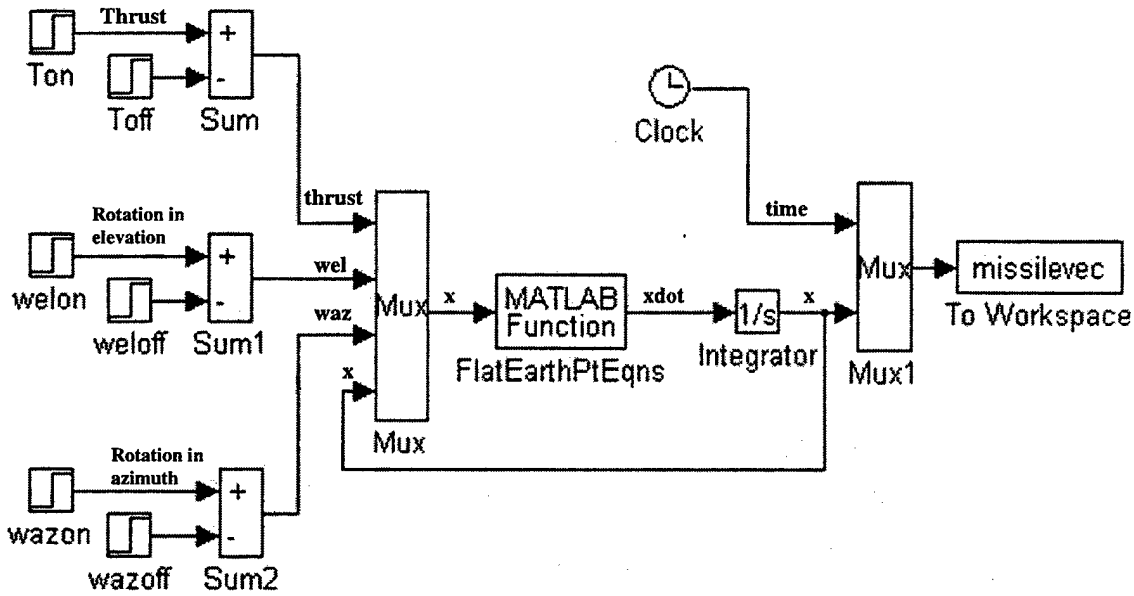 Thrust
+
-
Ton
Toff
Sum
Clock
thrust
time
Rotation in
elevation
+
-
wel
welon
weloff
Sum1
waz
x
Mux
x
MATLAB
Function
FlatEarthPtEqns
xdot
1/s
Integrator
x
Mux
Mux1
missilevec
To Workspace
Mux
Rotation in
azimuth
+
-
wazon
wazoff
Sum2